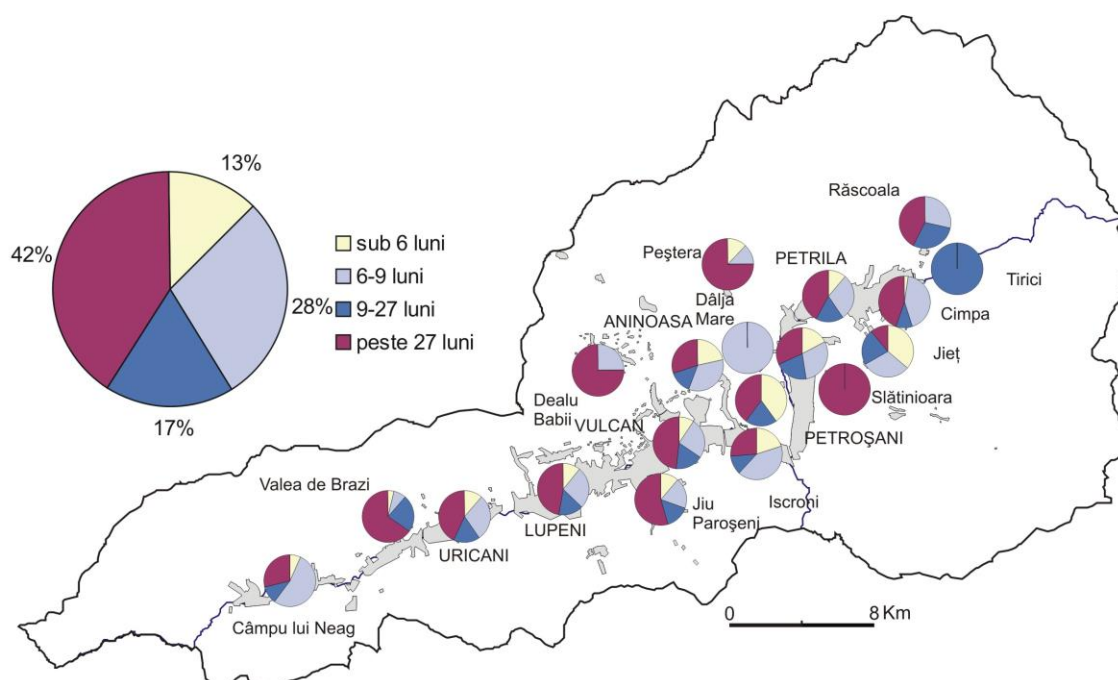 13%
42%
28%
17%
sub 6 luni
6-9 luni
9-27 luni
peste 27 luni
Răscoala
Peştera
PETRILA
Tirici
Dâlja
Mare
ANINOASA
Cimpa
Jieţ
Dealu
Babii
Slătinioara
VULCAN
PETROŞANI
Valea de Brazi
Iscroni
Jiu
Paroşeni
LUPENI
URICANI
Câmpu lui Neag
0 8 Km